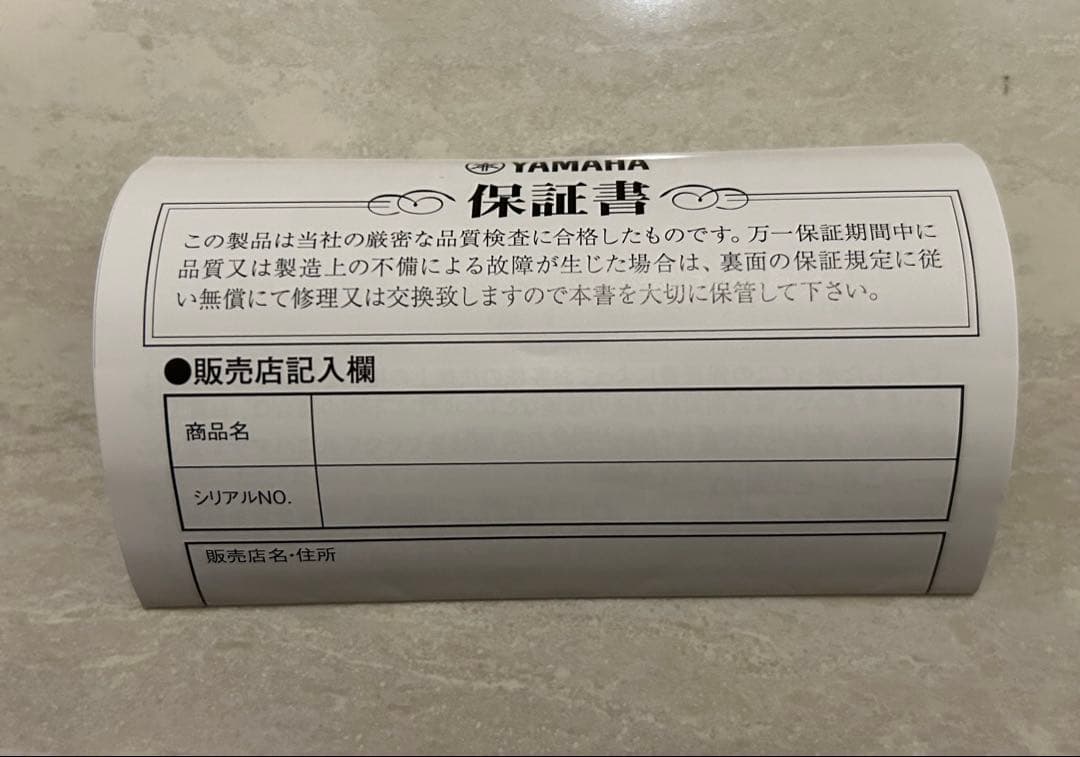 YAMAHA
保証書
この製品は当社の厳密な品質検査に合格したものです。万一保証期間中に
品質又は製造上の不備による故障が生じた場合は、裏面の保証規定に従
い無償にて修理又は交換致しますので本書を大切に保管して下さい。
●販売店記入欄
商品名
シリアルNO.
販売店名・住所